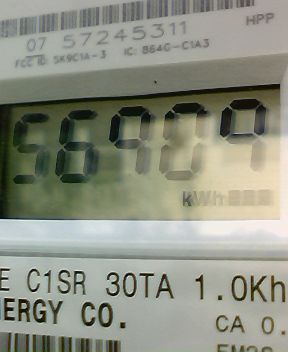 HPP
07 57245311
FCC ID: SK9C1A-3 IC: 864G-C1A3
56909
kWh
E C1SR 30TA 1.0Kh
NERGY CO.
CA 0.